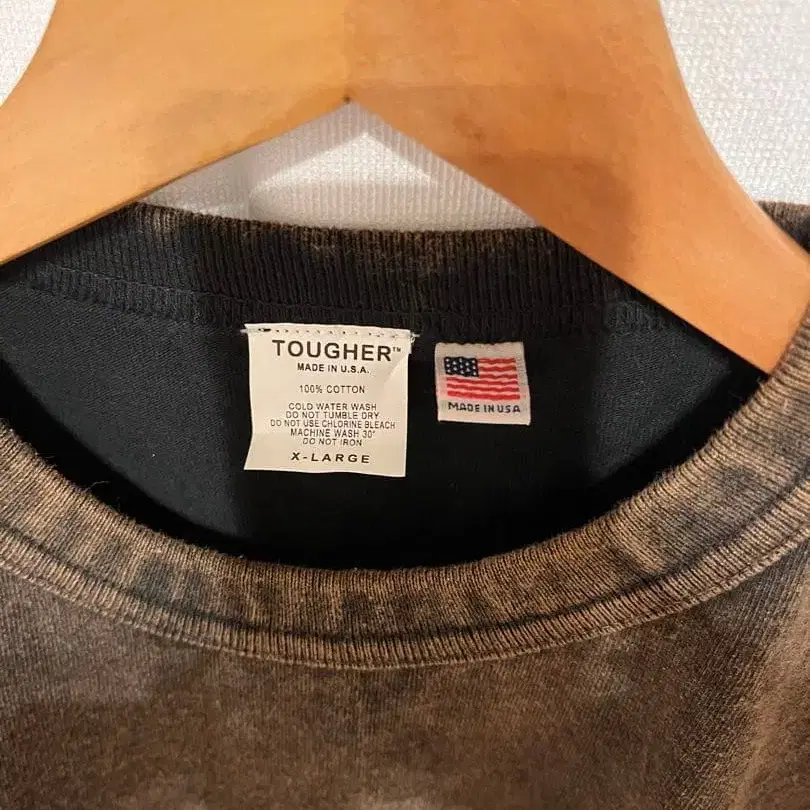 TOUGHER™
MADE IN U.S.A.
100% COTTON
COLD WATER WASH
DO NOT TUMBLE DRY
DO NOT USE CHLORINE BLEACH
MACHINE WASH 30°
DO NOT IRON
X-LARGE
MADE IN USA